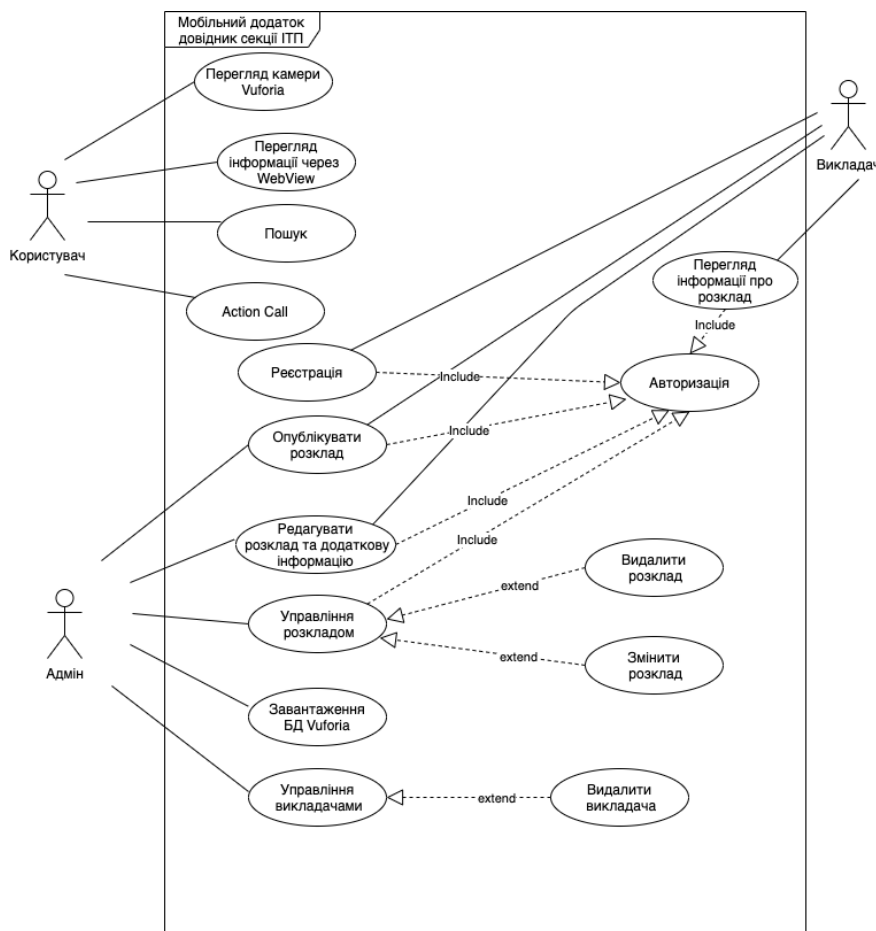 Мобільний додаток
довідник секції ІТП
Перегляд камери
Vuforia
Перегляд
інформації через
WebView
Користувач
Пошук
Action Call
Викладач
Перегляд
інформації про
розклад
Include
Реєстрація
Include
Авторизація
Опублікувати
розклад
Include
Include
Редагувати
розклад та додаткову
інформацію
Include
Видалити
розклад
extend
Управління
розкладом
extend
Змінити
розклад
Адмін
Завантаження
БД Vuforia
Управління
викладачами
extend
Видалити
викладача